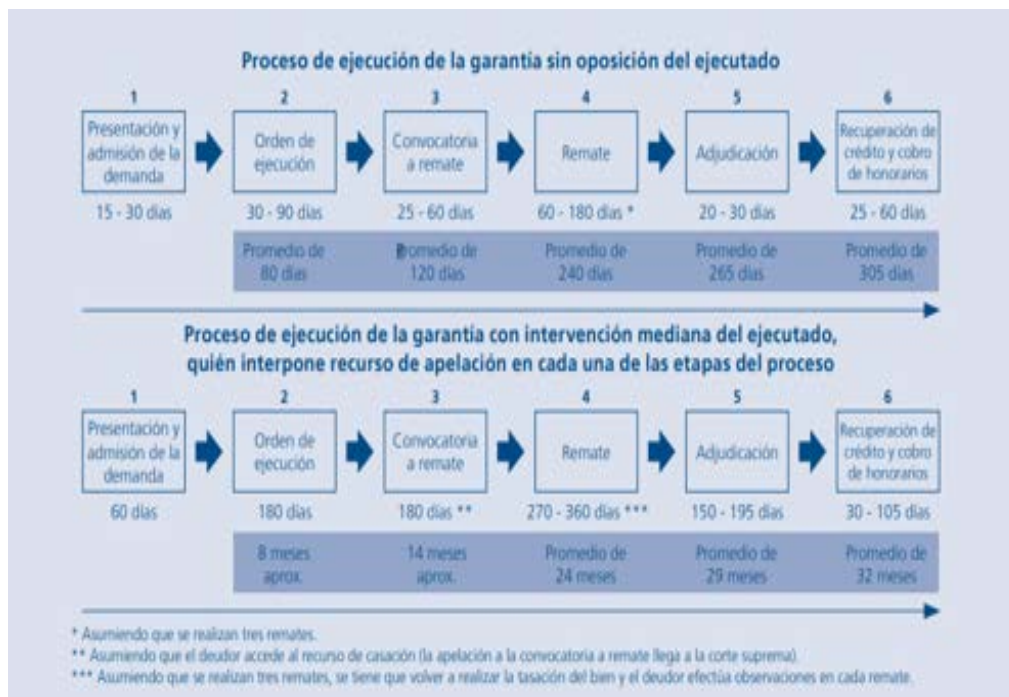 Proceso de ejecución de la garantía sin oposición del ejecutado
1 2 3 4 5 6
Presentación y
admisión de la
demanda
Orden de
ejecución
Convocatoria
a remate
Remate
Adjudicación
Recuperación de
crédito y cobro
de honorarios
15 - 30 días 30 - 90 días 25 - 60 días 60 - 180 días * 20 - 30 días 25 - 60 días
Promedio de
80 días
Promedio de
120 días
Promedio de
240 días
Promedio de
265 días
Promedio de
305 días
Proceso de ejecución de la garantía con intervención mediana del ejecutado,
quién interpone recurso de apelación en cada una de las etapas del proceso
1 2 3 4 5 6
Presentación y
admisión de la
demanda
Orden de
ejecución
Convocatoria
a remate
Remate
Adjudicación
Recuperación de
crédito y cobro
de honorarios
60 días 180 días 180 días ** 270 - 360 días *** 150 - 195 días 30 - 105 días
8 meses
aprox.
14 meses
aprox.
Promedio de
24 meses
Promedio de
29 meses
Promedio de
32 meses
* Asumiendo que se realizan tres remates.
** Asumiendo que el deudor accede al recurso de casación (la apelación a la convocatoria a remate llega a la corte suprema).
*** Asumiendo que se realizan tres remates, se tiene que volver a realizar la tasación del bien y el deudor efectúa observaciones en cada remate.